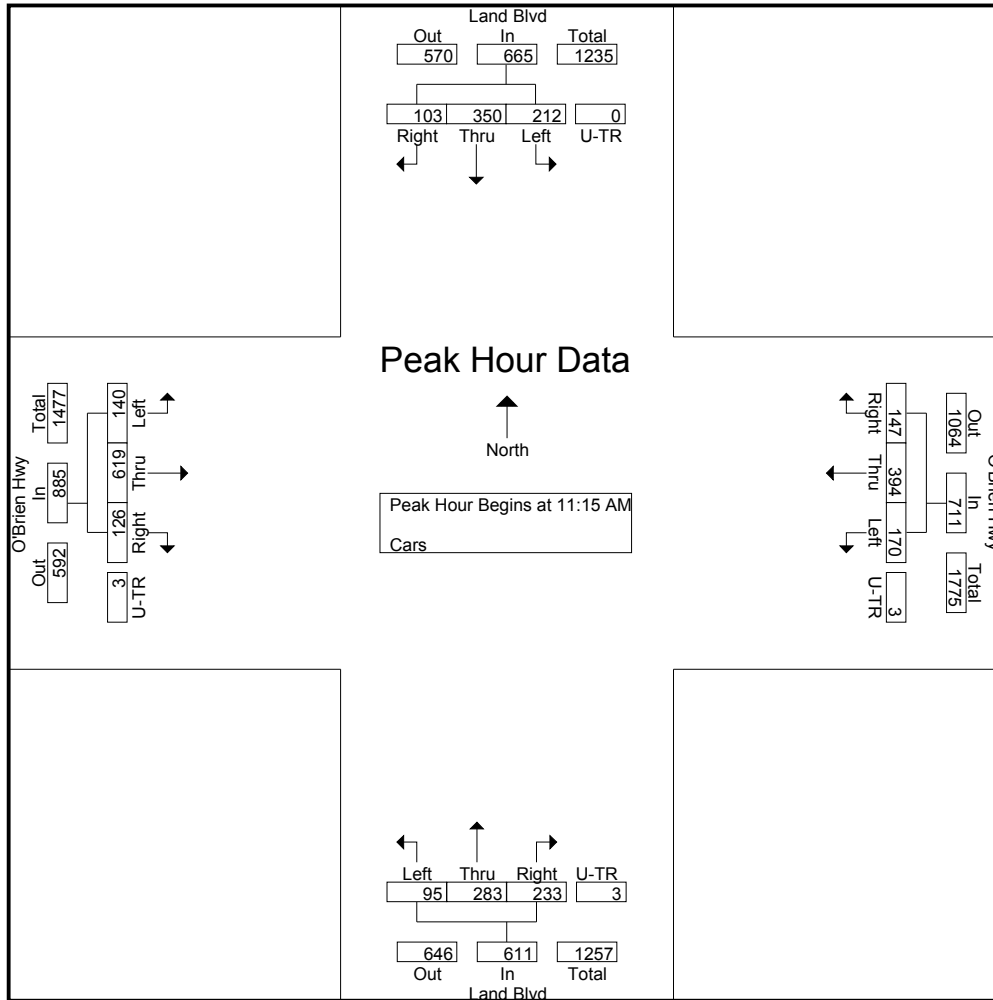 Land Blvd
Out In Total
570 665 1235
103 350 212 0
Right Thru Left U-TR
Peak Hour Data
North
Peak Hour Begins at 11:15 AM
Cars
O'Brien Hwy
Total In Out
1477 885 592
140 619 126 3
Left Thru Right U-TR
O'Brien Hwy
Out In Total
1064 711 1775
147 394 170 3
Right Thru Left U-TR
Left Thru Right U-TR
95 283 233 3
646 611 1257
Out In Total
Land Blvd